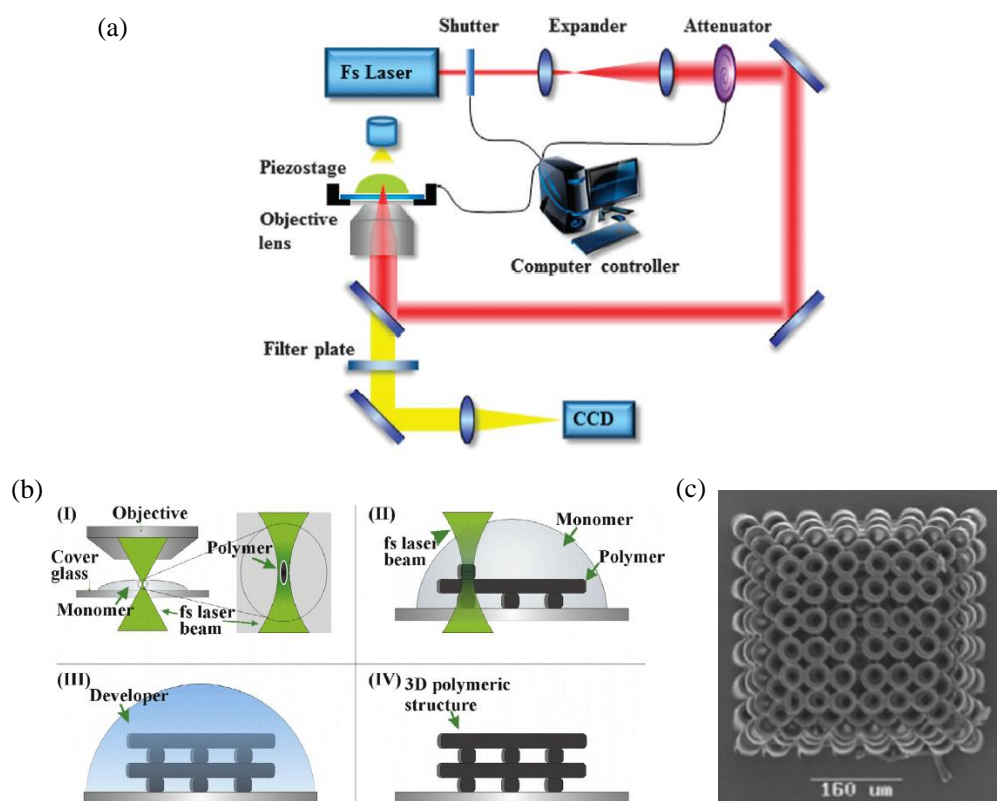 (a)
Shutter
Expander
Attenuator
Fs Laser
Piezostage
Objective
lens
Computer controller
Filter plate
CCD
(b)
(I)
Objective
Cover
glass
Monomer
Polymer
fs laser
beam
(II)
fs laser
beam
Monomer
Polymer
(III)
Developer
(IV)
3D polymeric
structure
(c)
160 um